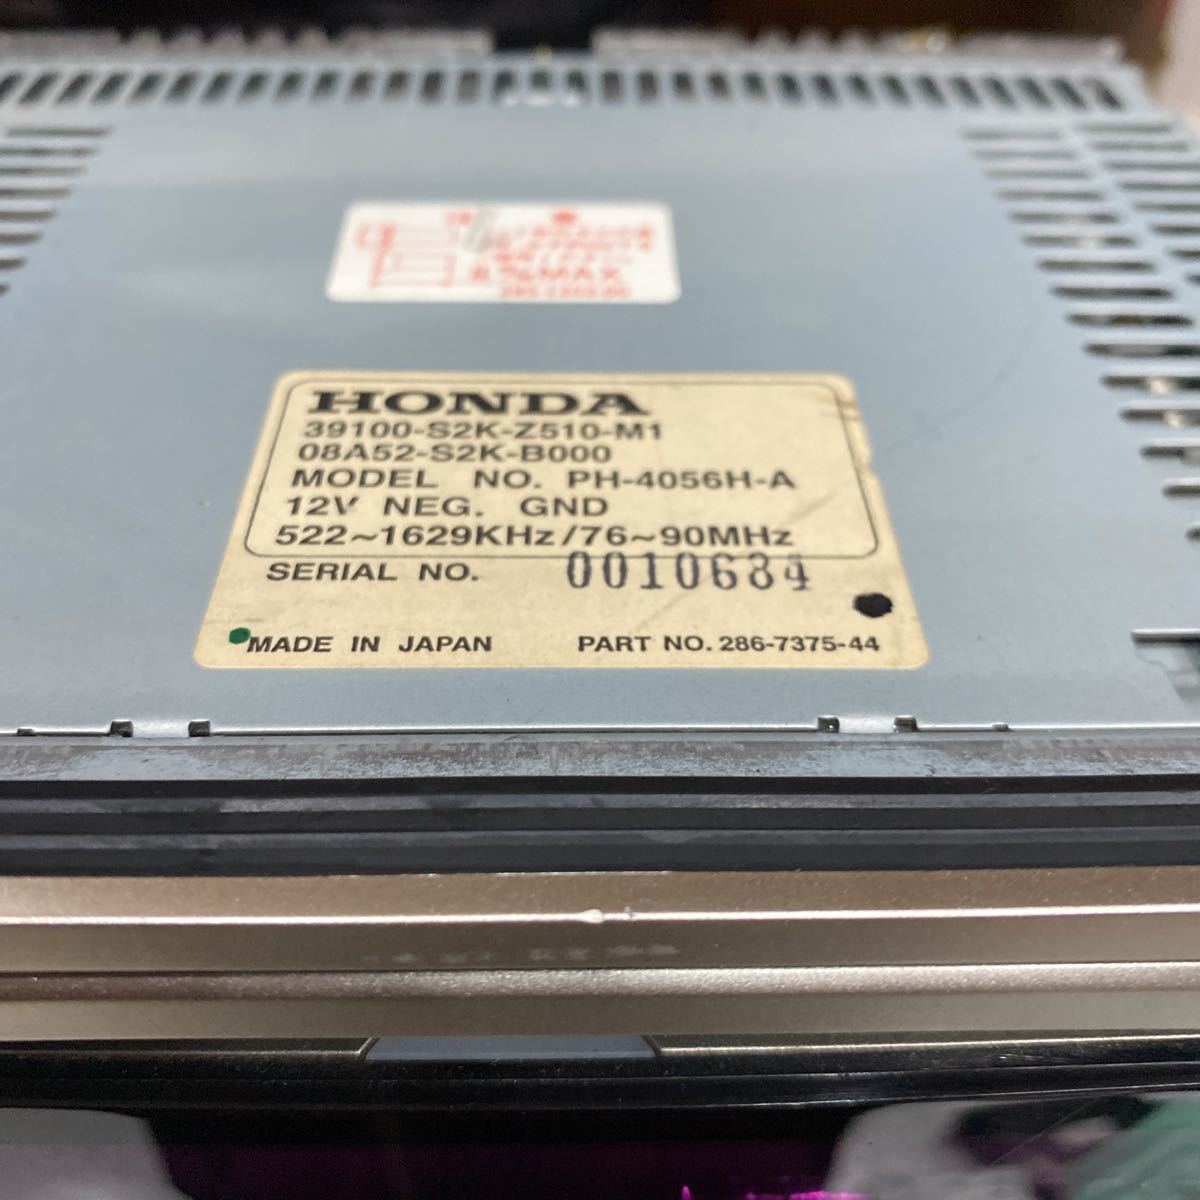 MAX
HONDA
39100-S2K-Z510-M1
08A52-S2K-B000
MODEL NO. PH-4056H-A
12V NEG. GND
522~1629KHz/76~90MHz
SERIAL NO. 0010684
MADE IN JAPAN PART NO. 286-7375-44